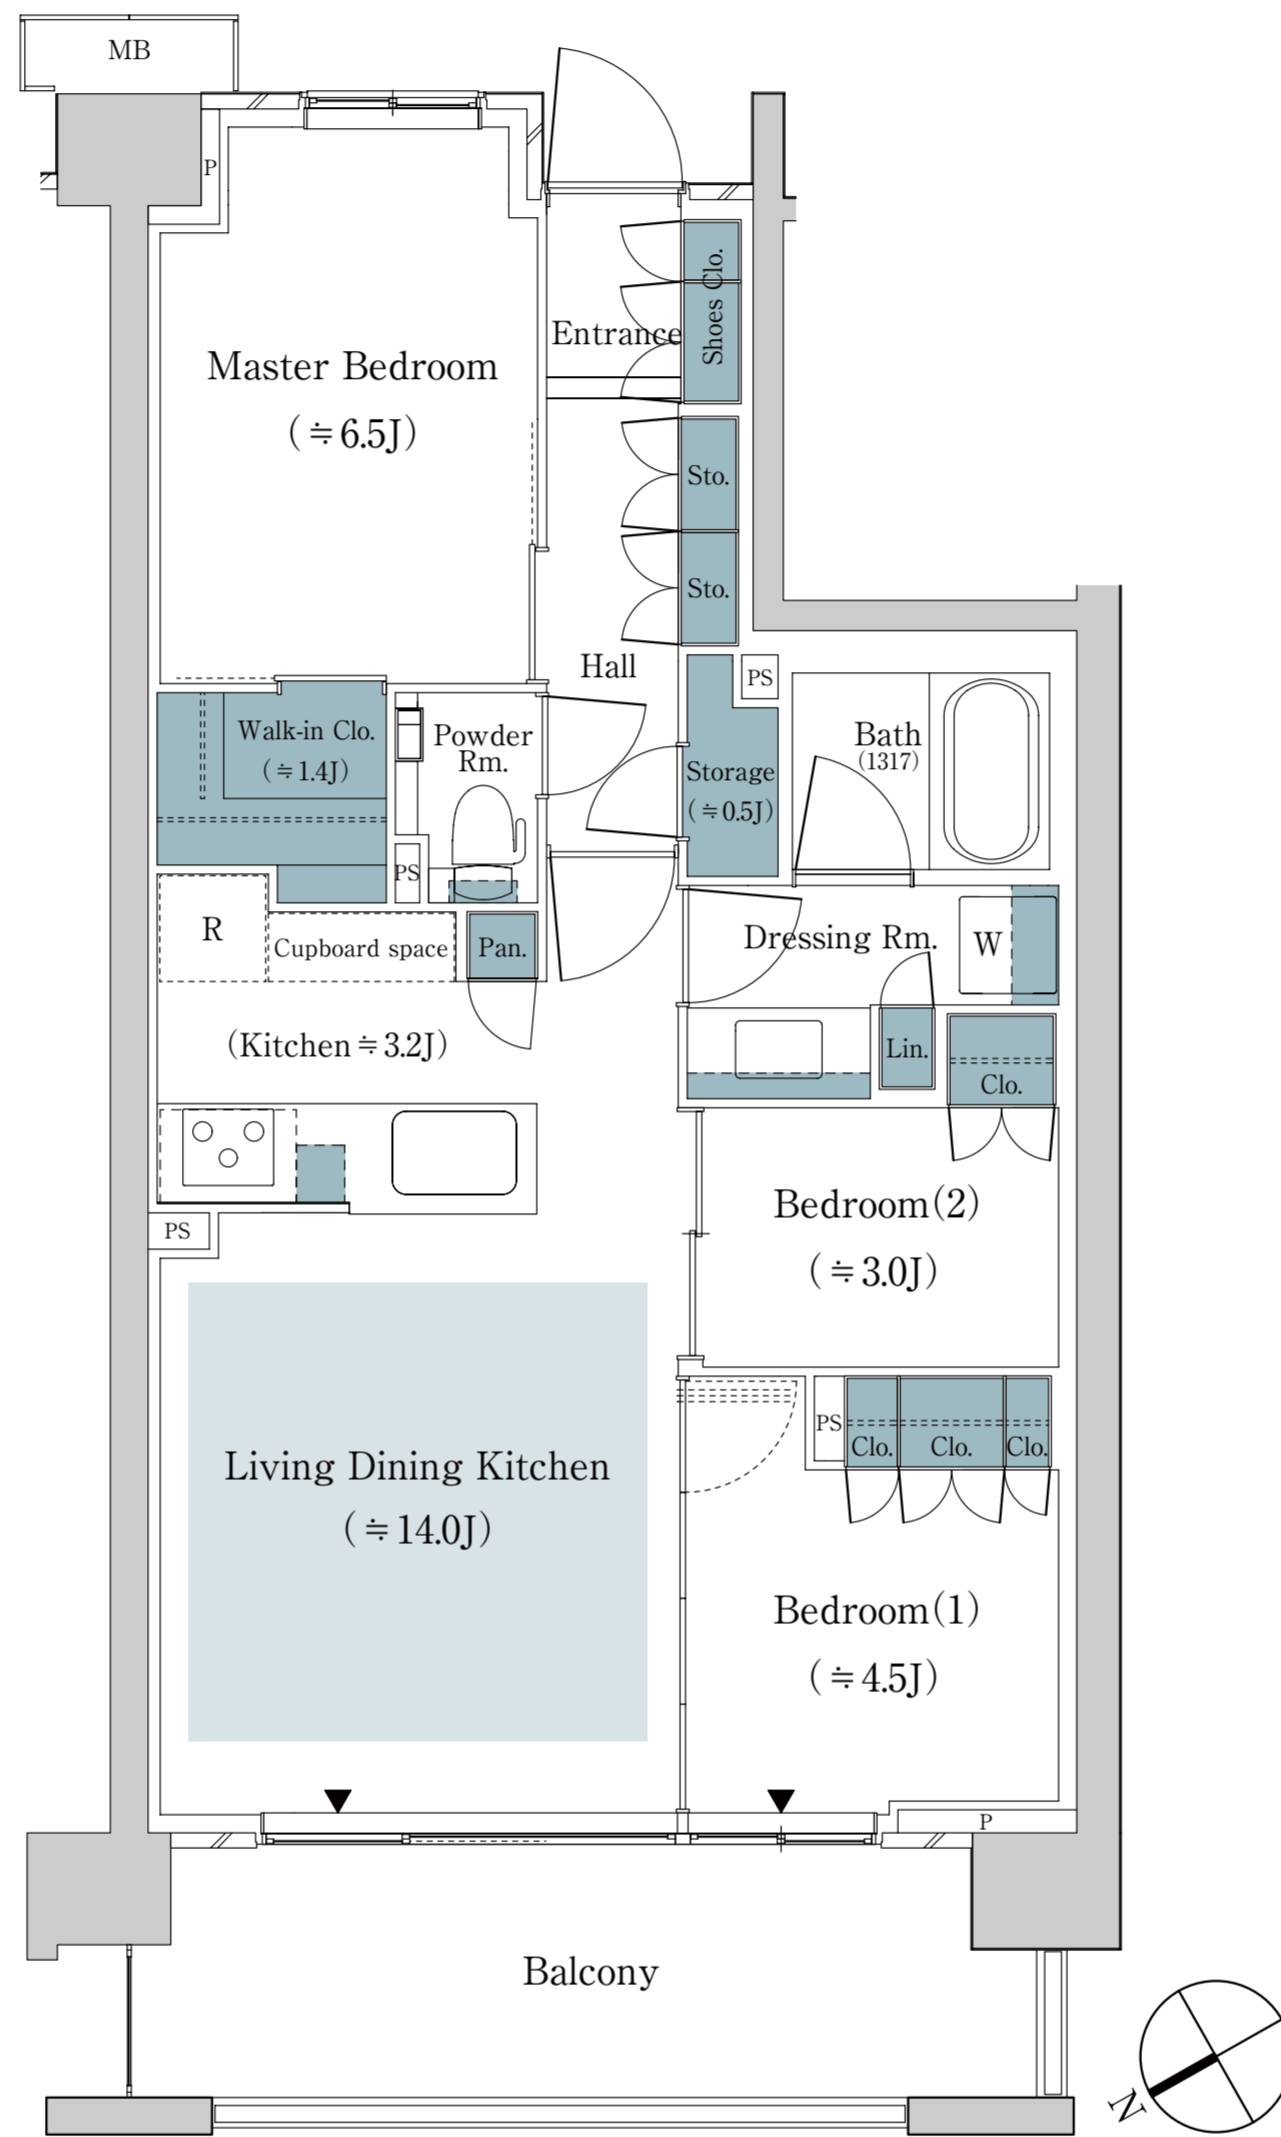 MB
P
Shoes Clo.
Entrance
Master Bedroom
(≒6.5J)
Sto.
Sto.
Hall
PS
Walk-in Clo.
(≒1.4J)
Powder
Rm.
Bath
(1317)
Storage
(≒0.5J)
PS
R
Cupboard space
Pan.
Dressing Rm.
W
(Kitchen≒3.2J)
Lin.
Clo.
Bedroom(2)
(≒3.0J)
PS
PS
Clo.
Clo.
Clo.
Living Dining Kitchen
(≒14.0J)
Bedroom(1)
(≒4.5J)
P
Balcony
N